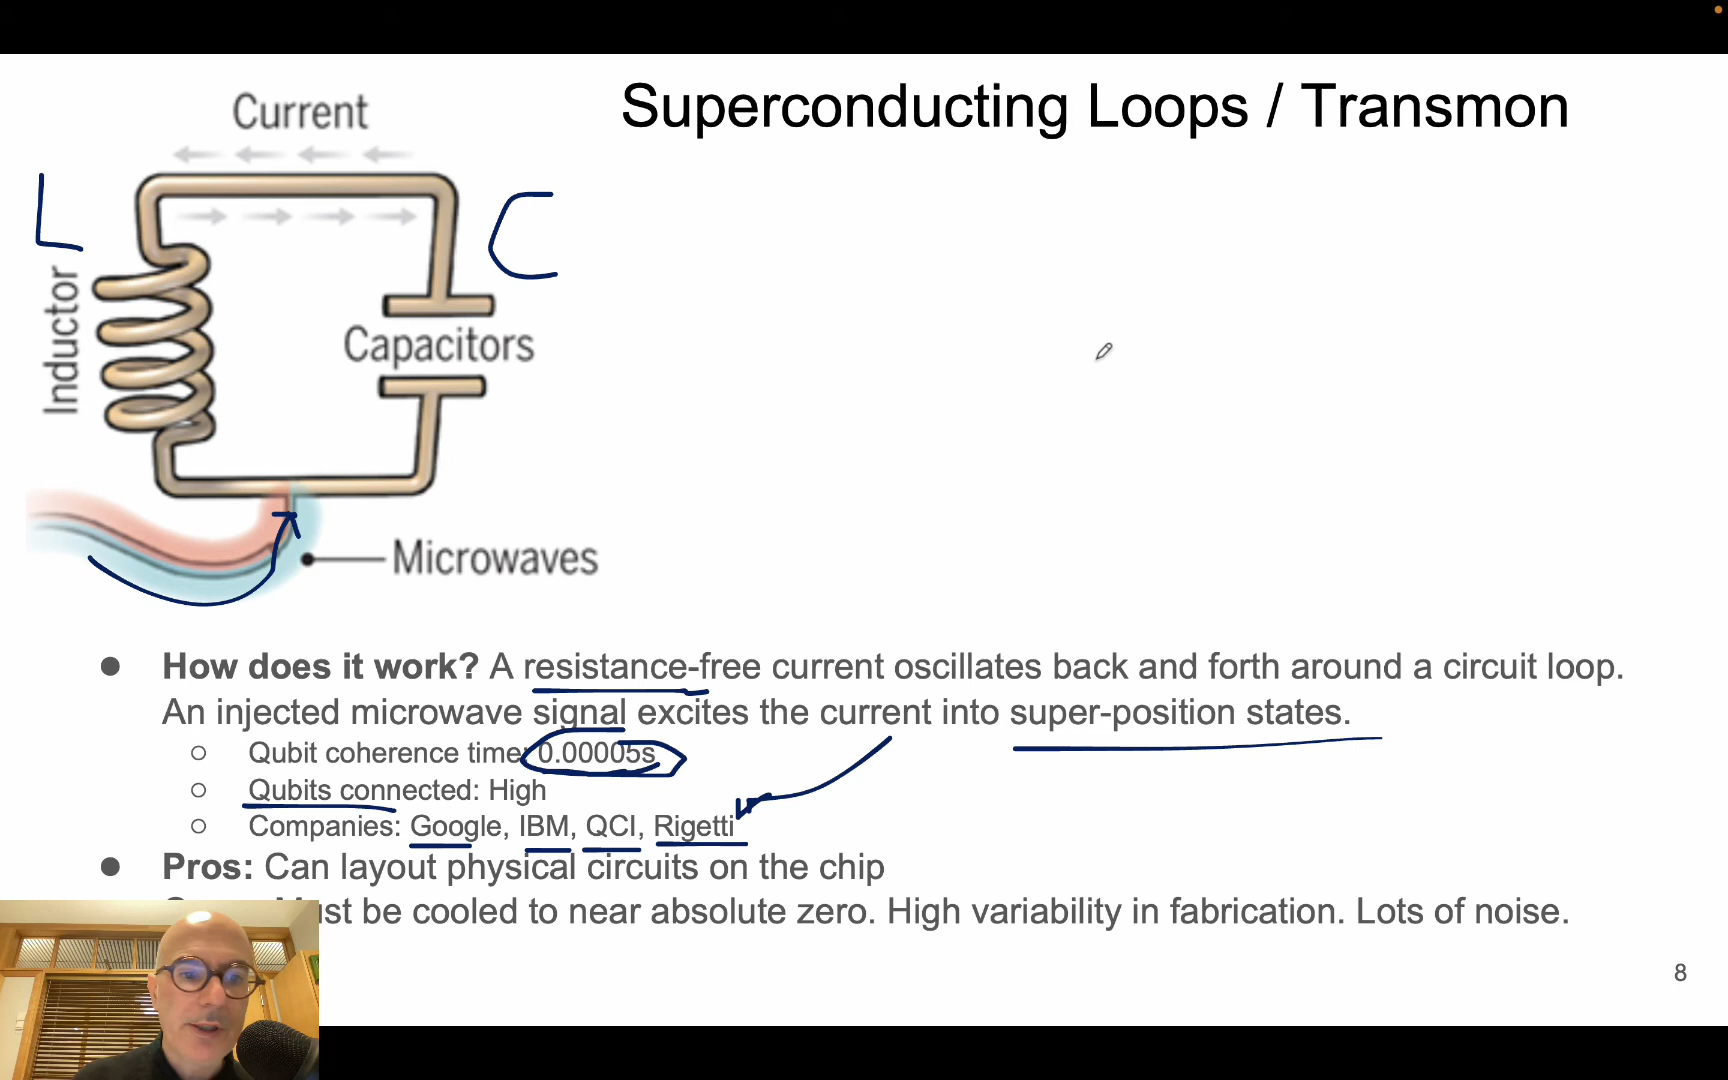 Superconducting Loops / Transmon
Current
L
C
Inductor
Capacitors
Microwaves
● How does it work? A resistance-free current oscillates back and forth around a circuit loop.
An injected microwave signal excites the current into super-position states.
○ Qubit coherence time: 0.00005s
○ Qubits connected: High
○ Companies: Google, IBM, QCI, Rigetti
● Pros: Can layout physical circuits on the chip
be cooled to near absolute zero. High variability in fabrication. Lots of noise.
8